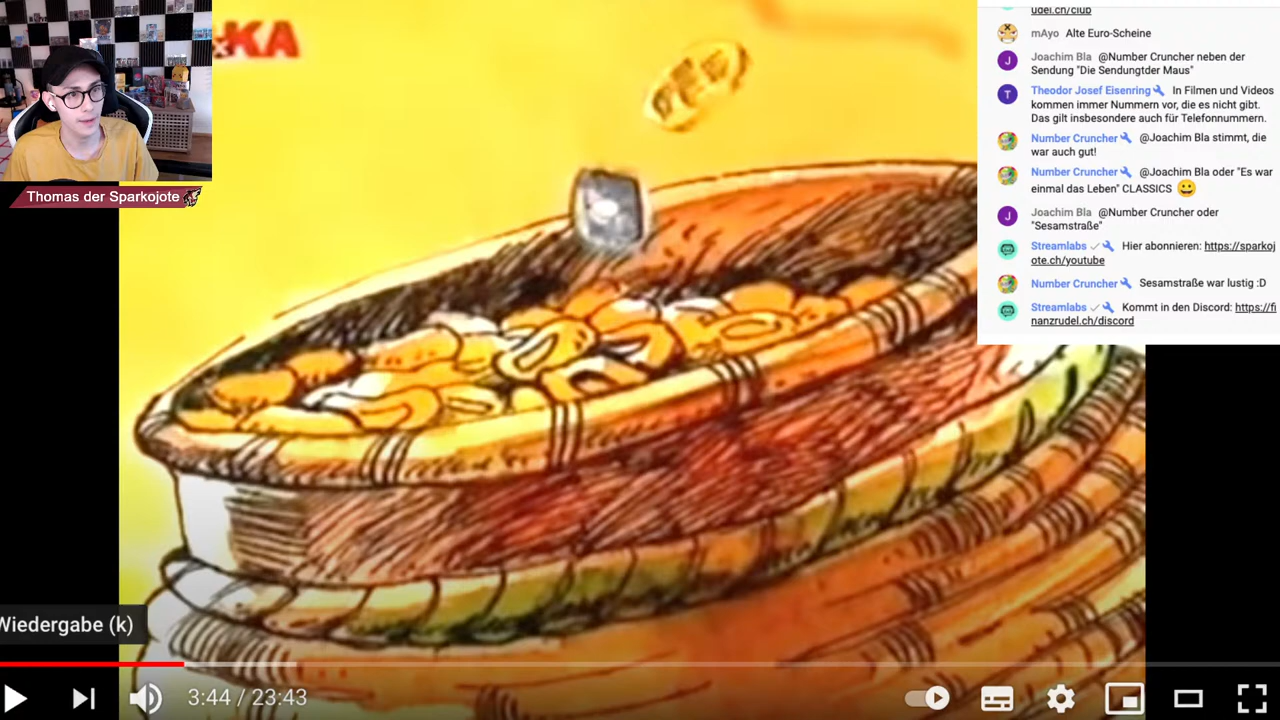 KA
Thomas der Sparkojote
udel.ch/club
mAyo Alte Euro-Scheine
Joachim Bla @Number Cruncher neben der
Sendung "Die Sendungtder Maus"
Theodor Josef Eisenring In Filmen und Videos
kommen immer Nummern vor, die es nicht gibt.
Das gilt insbesondere auch für Telefonnummern.
Number Cruncher @Joachim Bla stimmt, die
war auch gut!
Number Cruncher @Joachim Bla oder "Es war
einmal das Leben" CLASSICS 😀
Joachim Bla @Number Cruncher oder
"Sesamstraße"
Streamlabs Hier abonnieren: https://sparkoj
ote.ch/youtube
Number Cruncher Sesamstraße war lustig :D
Streamlabs Kommt in den Discord: https://fi
nanzrudel.ch/discord
Wiedergabe (k)
3:44 / 23:43